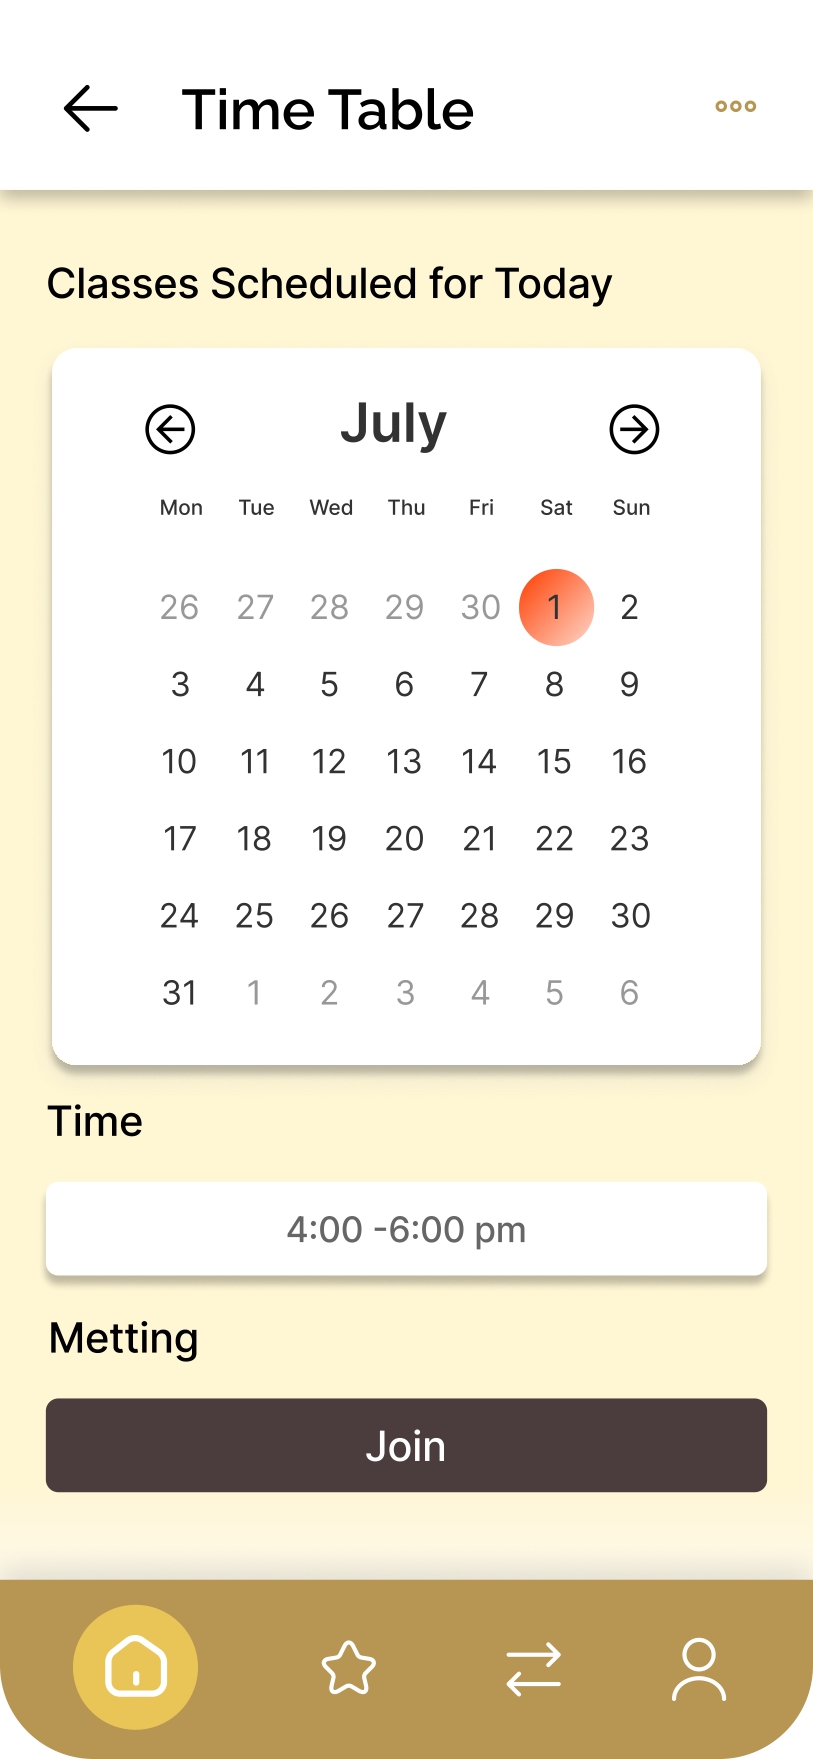 Time Table
Classes Scheduled for Today
July
Mon Tue Wed Thu Fri Sat Sun
26 27 28 29 30 1 2
3 4 5 6 7 8 9
10 11 12 13 14 15 16
17 18 19 20 21 22 23
24 25 26 27 28 29 30
31 1 2 3 4 5 6
Time
4:00 -6:00 pm
Metting
Join